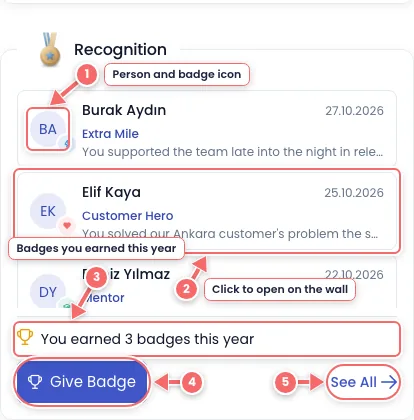 Recognition
1 Person and badge icon
BA
Burak Aydın 27.10.2026
Extra Mile
You supported the team late into the night in rele...
EK
Elif Kaya 25.10.2026
Customer Hero
You solved our Ankara customer's problem the s...
Badges you earned this year
DY
Yılmaz 22.10.2026
3
Mentor
2 Click to open on the wall
You earned 3 badges this year
Give Badge 4 5 See All